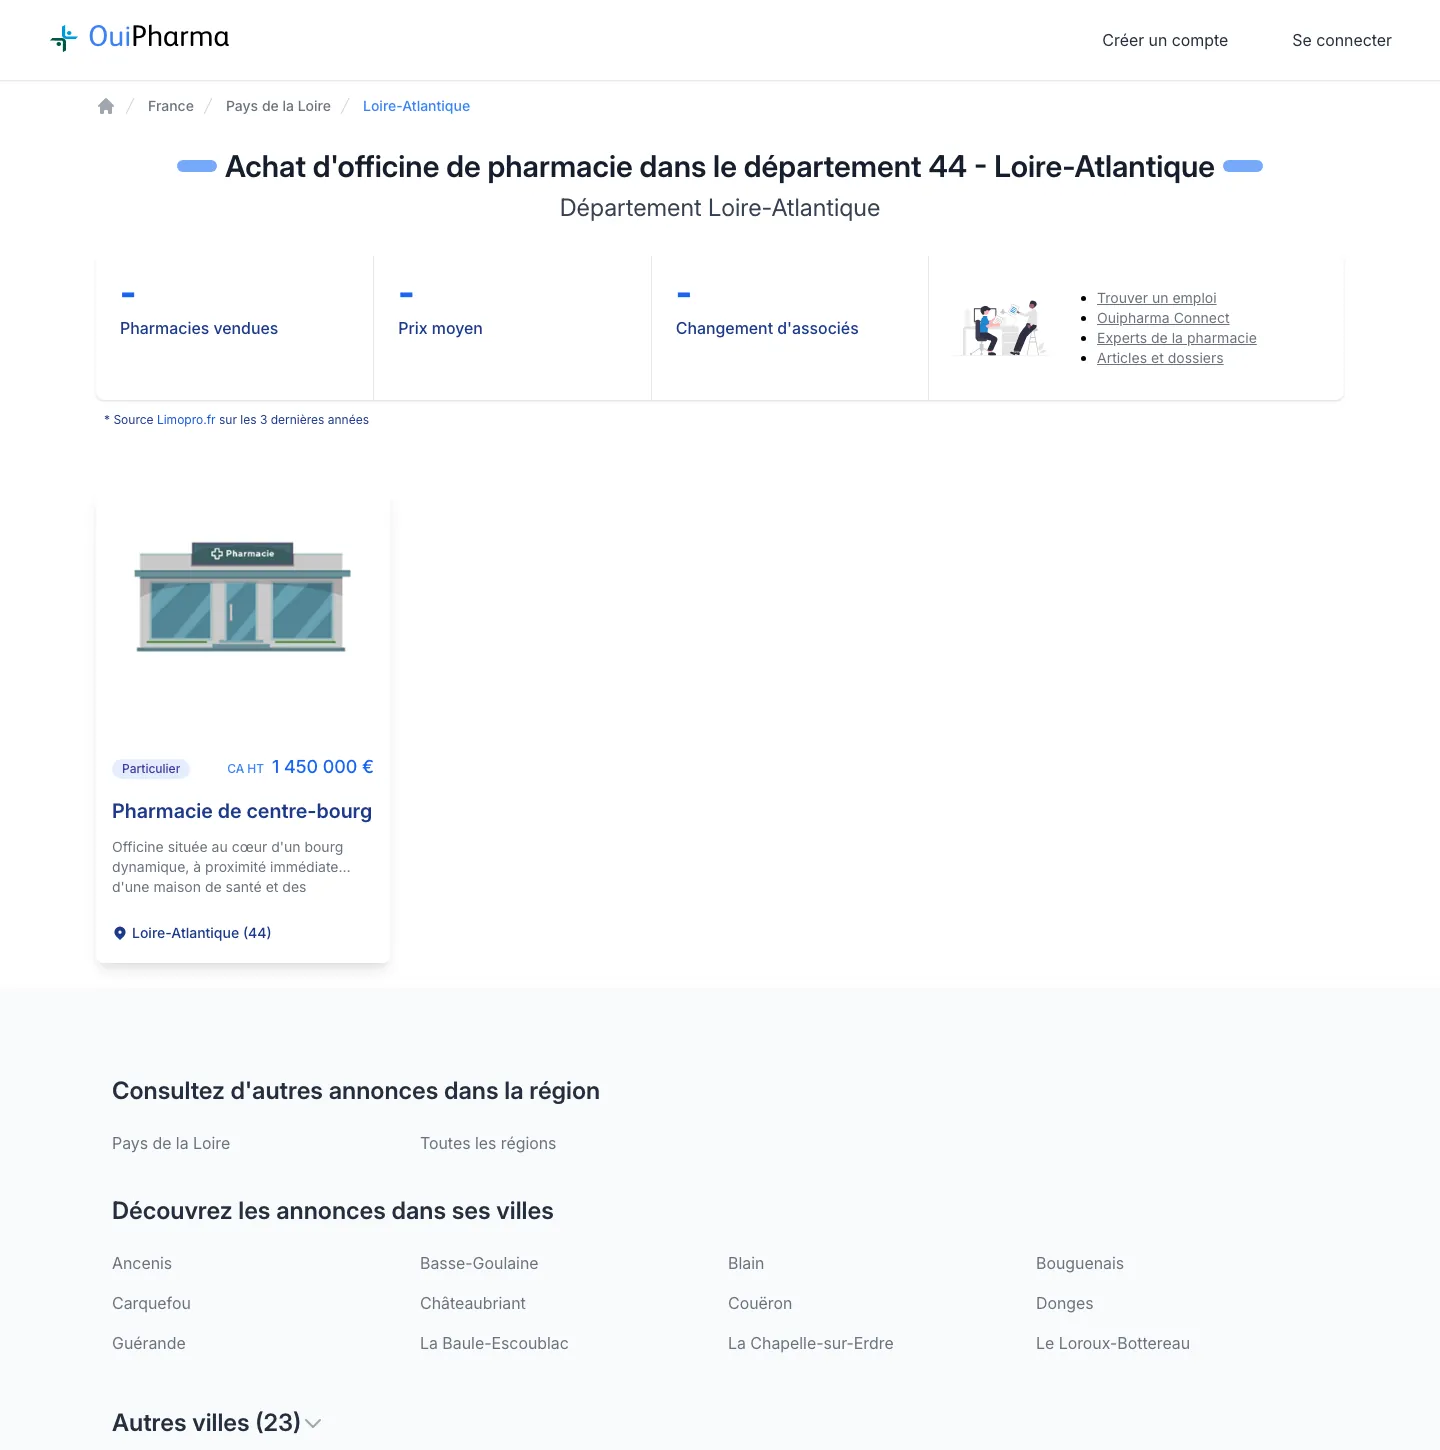 OuiPharma
Créer un compte
Se connecter
France / Pays de la Loire / Loire-Atlantique
Achat d'officine de pharmacie dans le département 44 - Loire-Atlantique
Département Loire-Atlantique
-
Pharmacies vendues
-
Prix moyen
-
Changement d'associés
Trouver un emploi
Ouipharma Connect
Experts de la pharmacie
Articles et dossiers
* Source Limopro.fr sur les 3 dernières années
Pharmacie
Particulier
CA HT 1 450 000 €
Pharmacie de centre-bourg
Officine située au cœur d'un bourg
dynamique, à proximité immédiate...
d'une maison de santé et des
Loire-Atlantique (44)
Consultez d'autres annonces dans la région
Pays de la Loire
Toutes les régions
Découvrez les annonces dans ses villes
Ancenis
Basse-Goulaine
Blain
Bouguenais
Carquefou
Châteaubriant
Couëron
Donges
Guérande
La Baule-Escoublac
La Chapelle-sur-Erdre
Le Loroux-Bottereau
Autres villes (23)